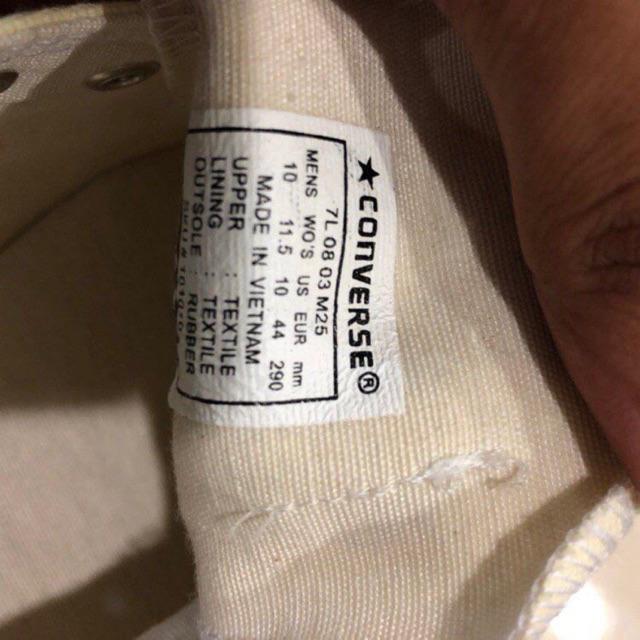 ★CONVERSE®
7L 08 03 M25
MENS WO'S US EUR mm
10 11.5 10 44 290
MADE IN VIETNAM
UPPER : TEXTILE
LINING : TEXTILE
OUTSOLE : RUBBER